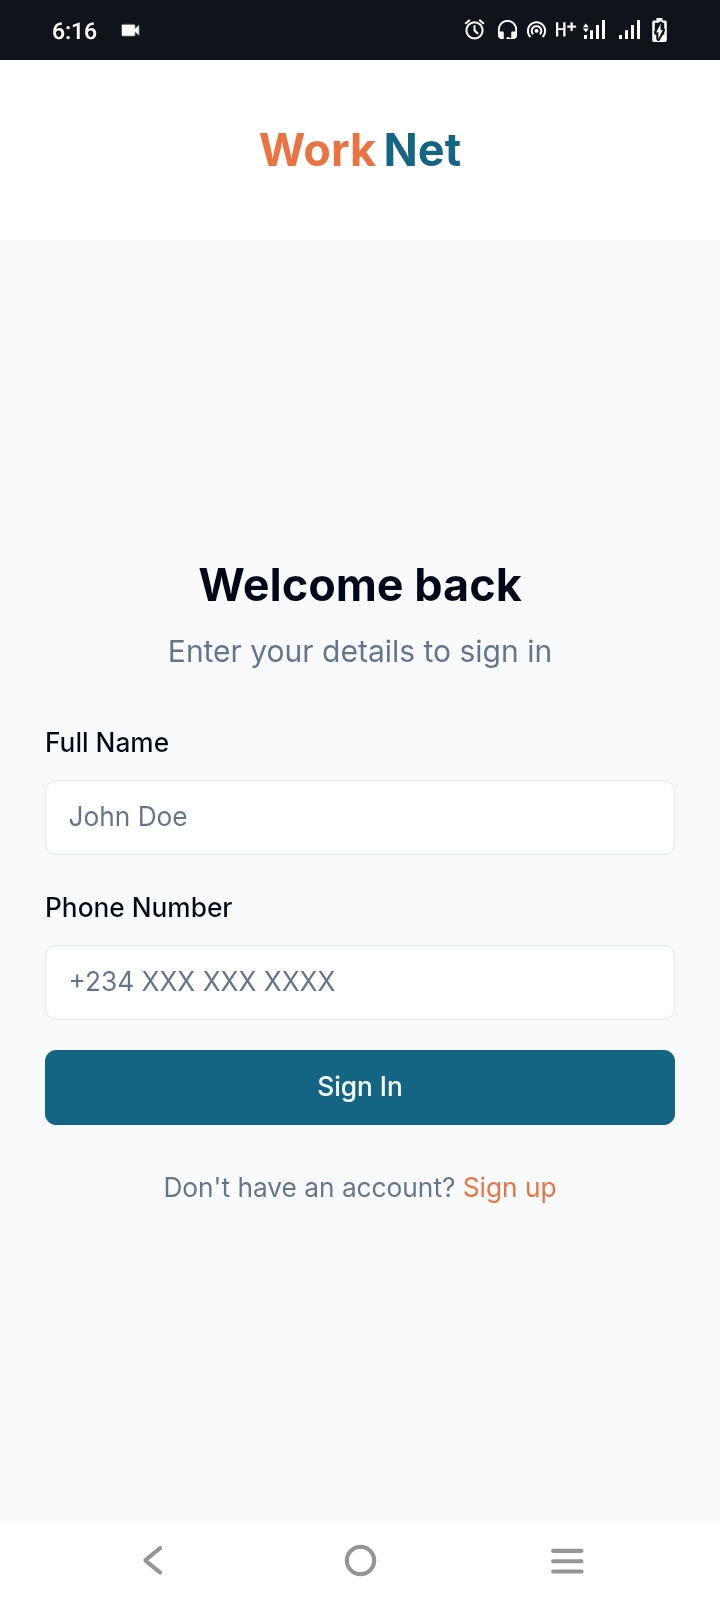 6:16 H+
Work Net
Welcome back
Enter your details to sign in
Full Name
John Doe
Phone Number
+234 XXX XXX XXXX
Sign In
Don't have an account? Sign up